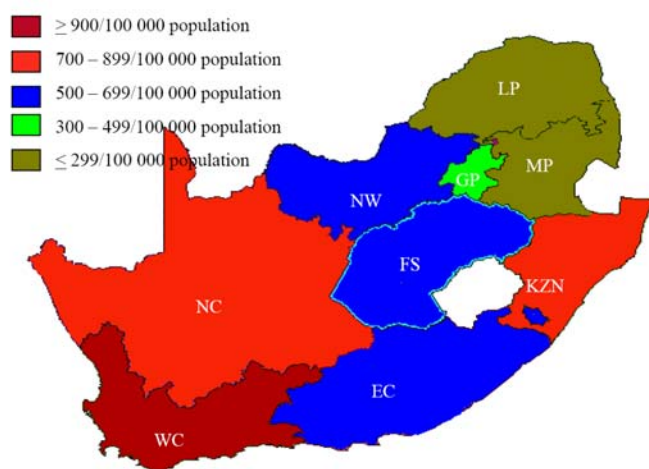 ≥ 900/100 000 population
700 – 899/100 000 population
500 – 699/100 000 population
300 – 499/100 000 population
≤ 299/100 000 population
LP
MP
GP
NW
FS
KZN
NC
EC
WC